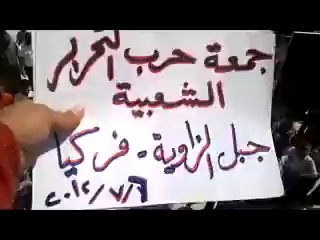 جمعة حرب التحرير
الشعبية
جبل الزاوية - فركيا
٢٠١٢/٧/٦